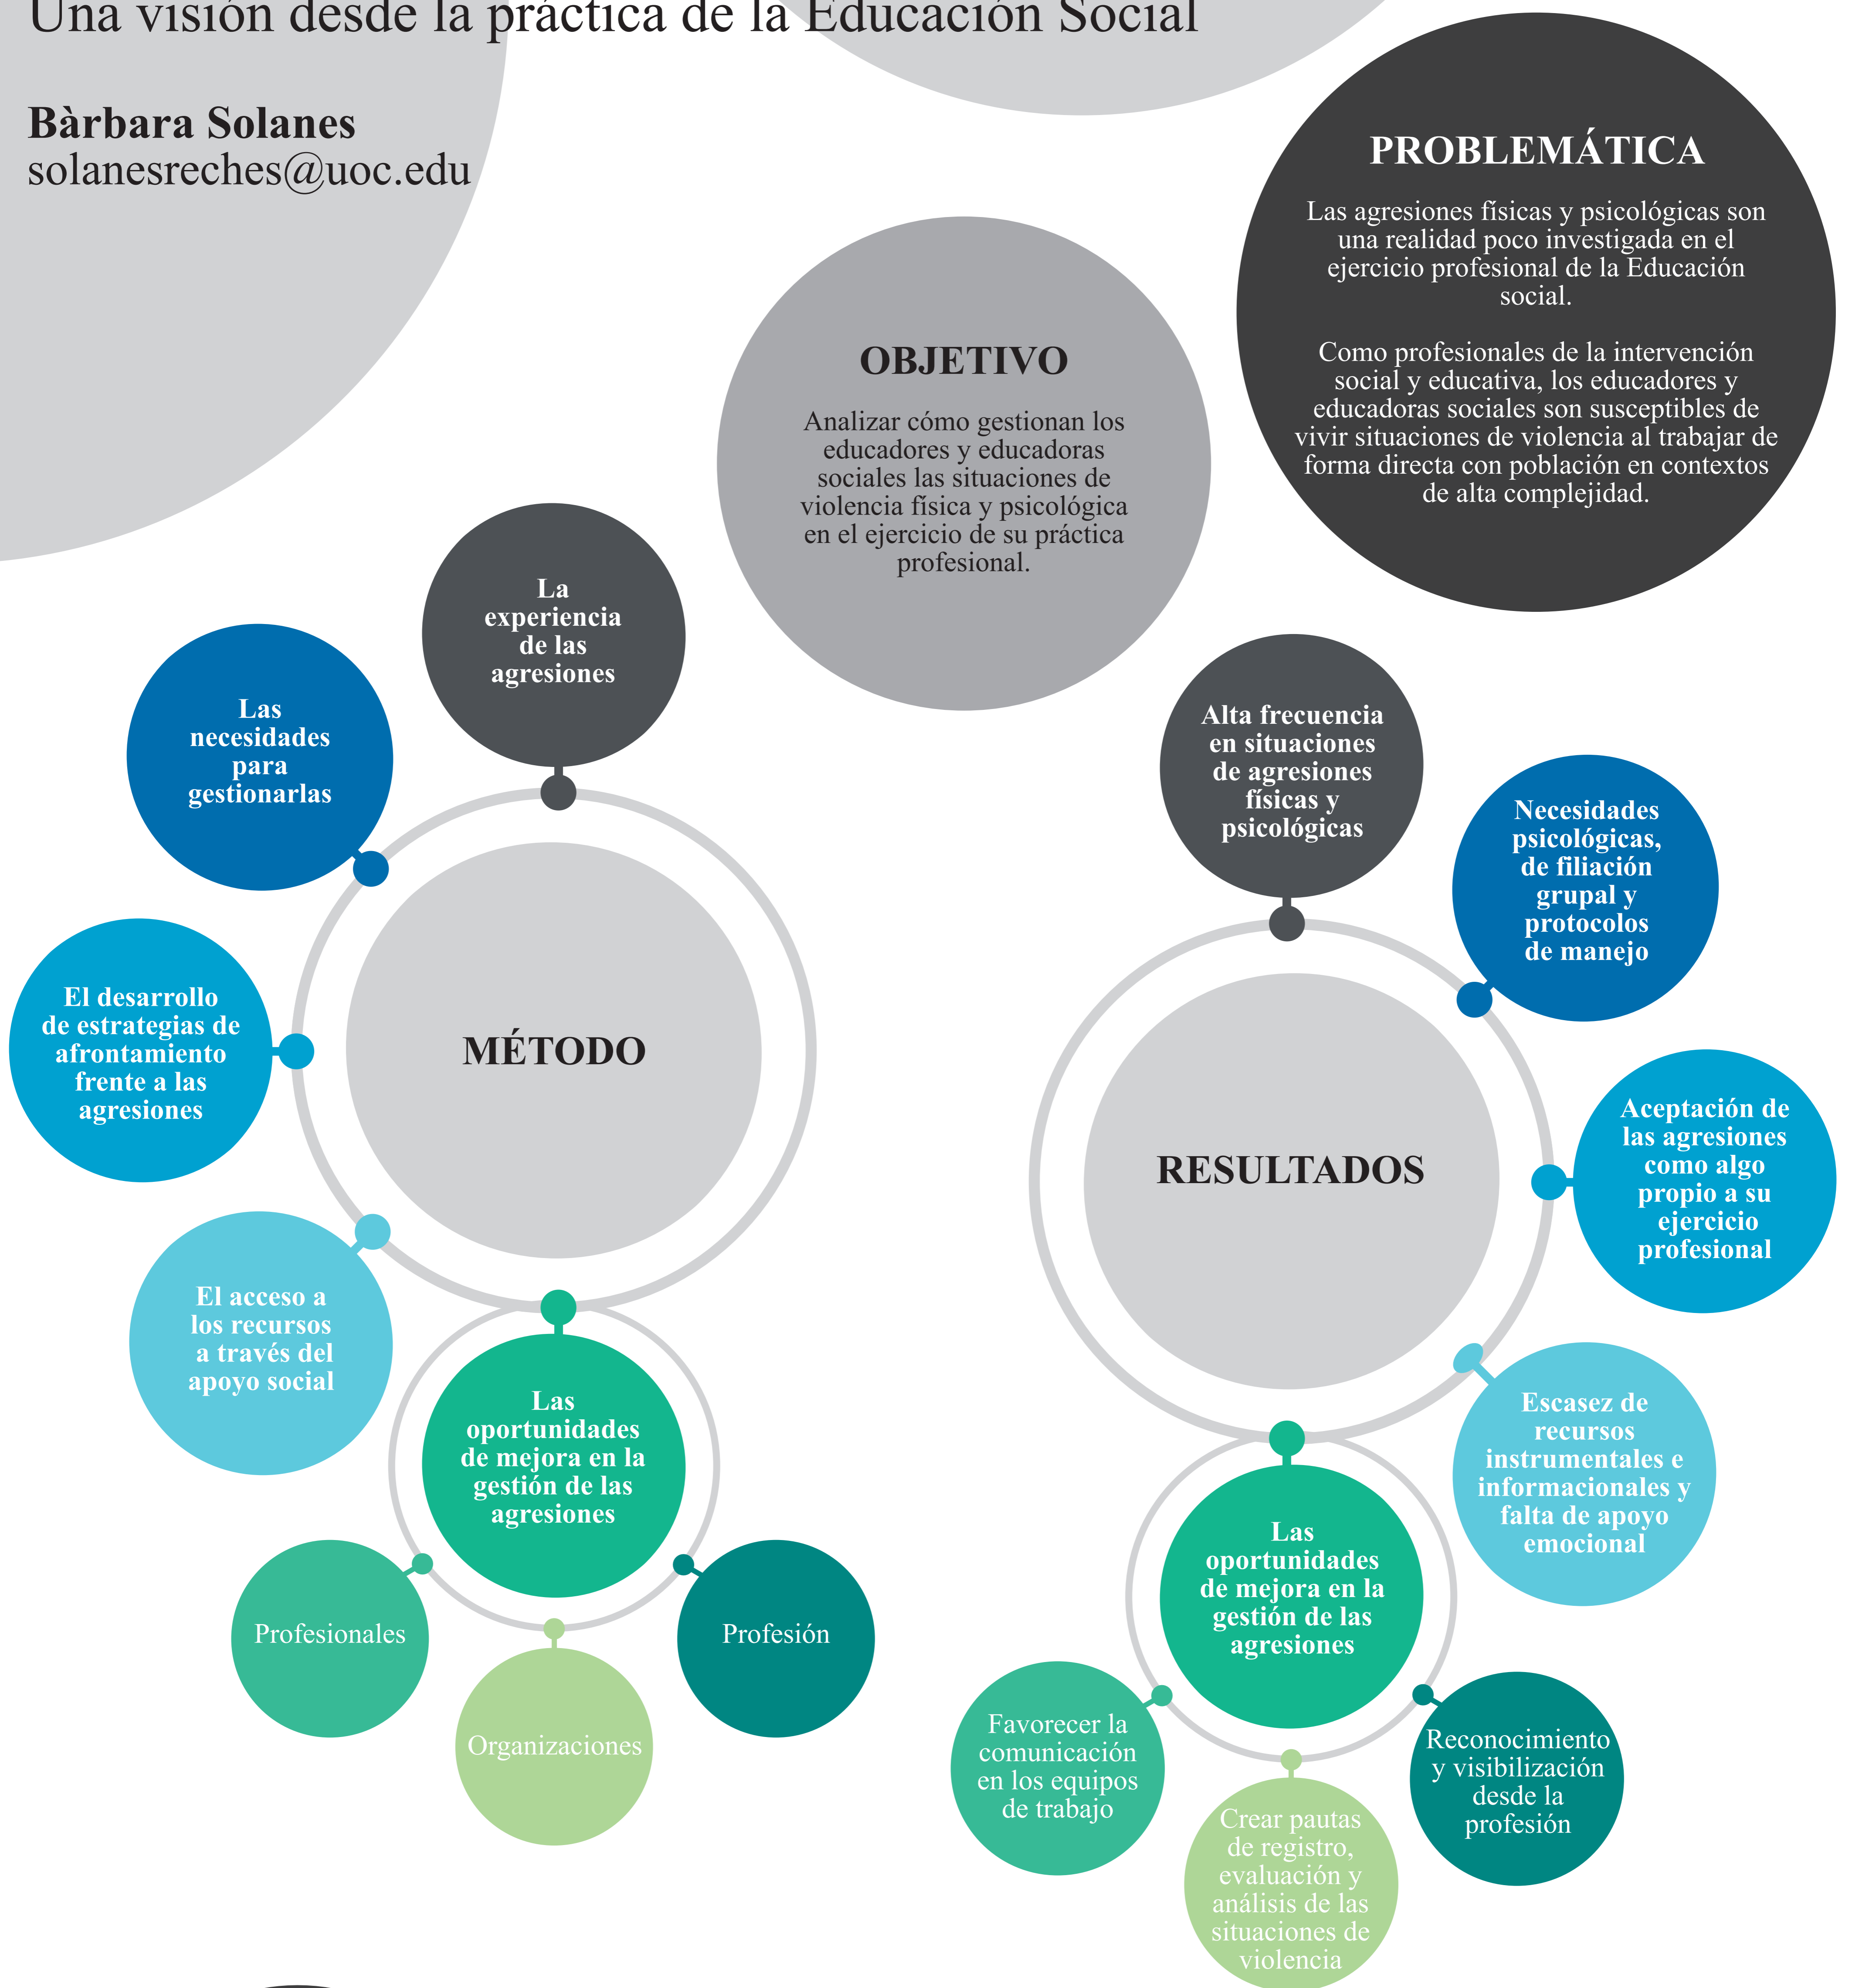 Una visión desde la práctica de la Educación Social
Bàrbara Solanes
solanesreches@uoc.edu
PROBLEMÁTICA
Las agresiones físicas y psicológicas son
una realidad poco investigada en el
ejercicio profesional de la Educación
social.
Como profesionales de la intervención
social y educativa, los educadores y
educadoras sociales son susceptibles de
vivir situaciones de violencia al trabajar de
forma directa con población en contextos
de alta complejidad.
OBJETIVO
Analizar cómo gestionan los
educadores y educadoras
sociales las situaciones de
violencia física y psicológica
en el ejercicio de su práctica
profesional.
La
experiencia
de las
agresiones
Las
necesidades
para
gestionarlas
El desarrollo
de estrategias de
afrontamiento
frente a las
agresiones
MÉTODO
El acceso a
los recursos
a través del
apoyo social
Las
oportunidades
de mejora en la
gestión de las
agresiones
Profesionales
Organizaciones
Profesión
Alta frecuencia
en situaciones
de agresiones
físicas y
psicológicas
Necesidades
psicológicas,
de filiación
grupal y
protocolos
de manejo
Aceptación de
las agresiones
como algo
propio a su
ejercicio
profesional
RESULTADOS
Escasez de
recursos
instrumentales e
informacionales y
falta de apoyo
emocional
Las
oportunidades
de mejora en la
gestión de las
agresiones
Favorecer la
comunicación
en los equipos
de trabajo
Crear pautas
de registro,
evaluación y
análisis de las
situaciones de
violencia
Reconocimiento
y visibilización
desde la
profesión